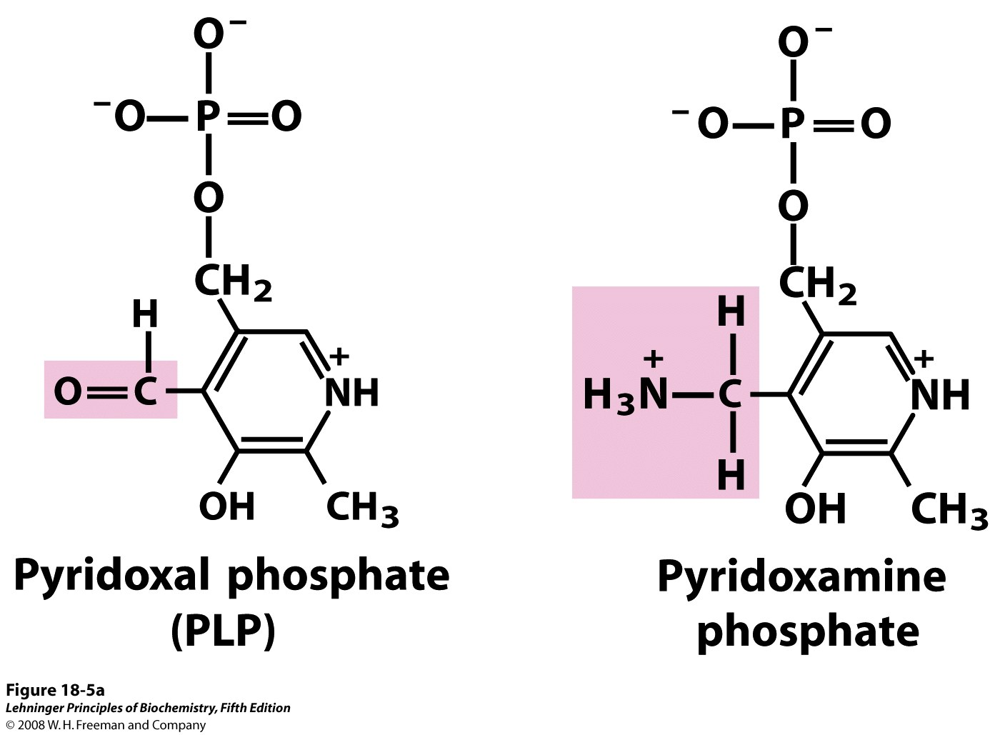 O⁻
⁻O—P=O
O
CH₂
H
O=C
+
NH
OH
CH₃
Pyridoxal phosphate
(PLP)
O⁻
⁻O—P=O
O
CH₂
H
+
H₃N—C
+
NH
H
OH
CH₃
Pyridoxamine
phosphate
Figure 18-5a
Lehninger Principles of Biochemistry, Fifth Edition
© 2008 W. H. Freeman and Company